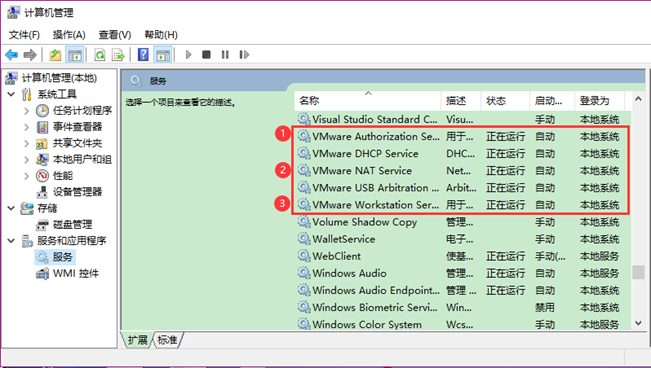 计算机管理
文件(F) 操作(A) 查看(V) 帮助(H)
计算机管理(本地)
系统工具
任务计划程序
事件查看器
共享文件夹
本地用户和组
性能
设备管理器
存储
磁盘管理
服务和应用程序
服务
WMI 控件
服务
选择一个项目来查看它的描述。
名称 描述 状态 启动... 登录为
Visual Studio Standard C... Visu... 手动 本地系统
1 VMware Authorization Se... 用于... 正在运行 自动 本地系统
VMware DHCP Service DHC... 正在运行 自动 本地系统
2 VMware NAT Service Net... 正在运行 自动 本地系统
VMware USB Arbitration ... Arbit... 正在运行 自动 本地系统
3 VMware Workstation Ser... 用于... 正在运行 自动 本地系统
Volume Shadow Copy 管理... 手动 本地系统
WalletService 电子... 手动 本地系统
WebClient 使基... 正在运行 手动(... 本地服务
Windows Audio 管理... 正在运行 自动 本地服务
Windows Audio Endpoint... 管理 ... 正在运行 自动 本地系统
Windows Biometric Servi... Win... 禁用 本地系统
Windows Color System Wcs... 手动 本地服务
扩展 标准